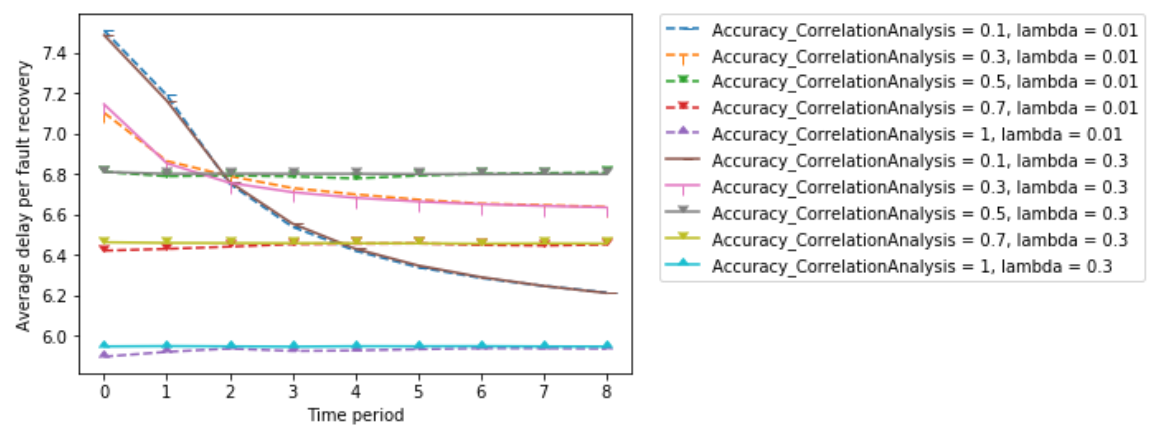 Average delay per fault recovery
7.4
7.2
7.0
6.8
6.6
6.4
6.2
6.0
0 1 2 3 4 5 6 7 8
Time period
Accuracy_CorrelationAnalysis = 0.1, lambda = 0.01
Accuracy_CorrelationAnalysis = 0.3, lambda = 0.01
Accuracy_CorrelationAnalysis = 0.5, lambda = 0.01
Accuracy_CorrelationAnalysis = 0.7, lambda = 0.01
Accuracy_CorrelationAnalysis = 1, lambda = 0.01
Accuracy_CorrelationAnalysis = 0.1, lambda = 0.3
Accuracy_CorrelationAnalysis = 0.3, lambda = 0.3
Accuracy_CorrelationAnalysis = 0.5, lambda = 0.3
Accuracy_CorrelationAnalysis = 0.7, lambda = 0.3
Accuracy_CorrelationAnalysis = 1, lambda = 0.3